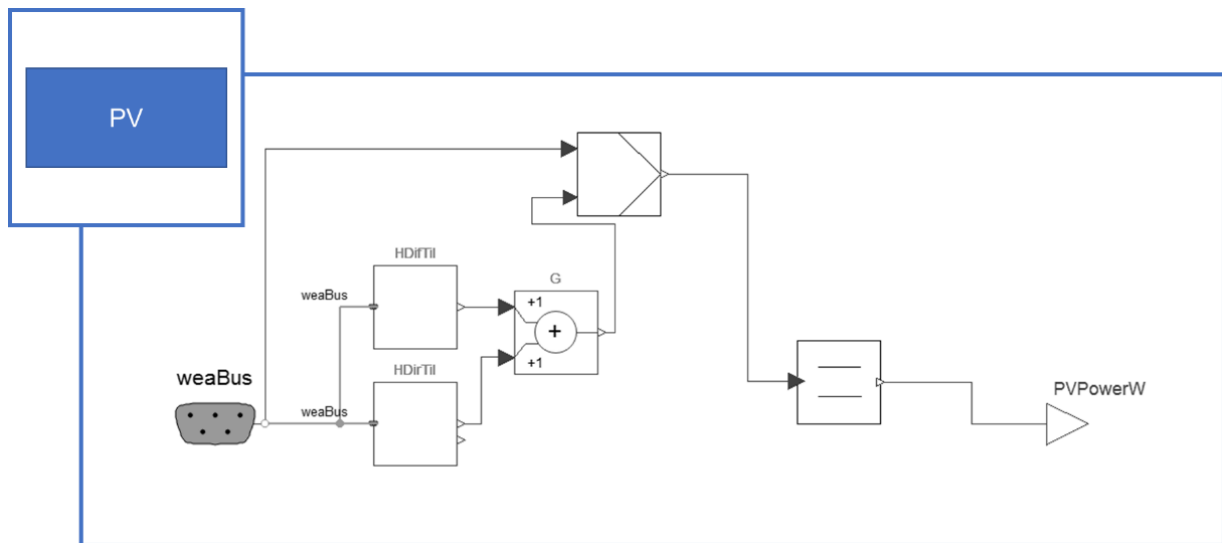 PV
HDifTil
G
weaBus
+1
+
+1
HDirTil
weaBus
weaBus
PVPowerW